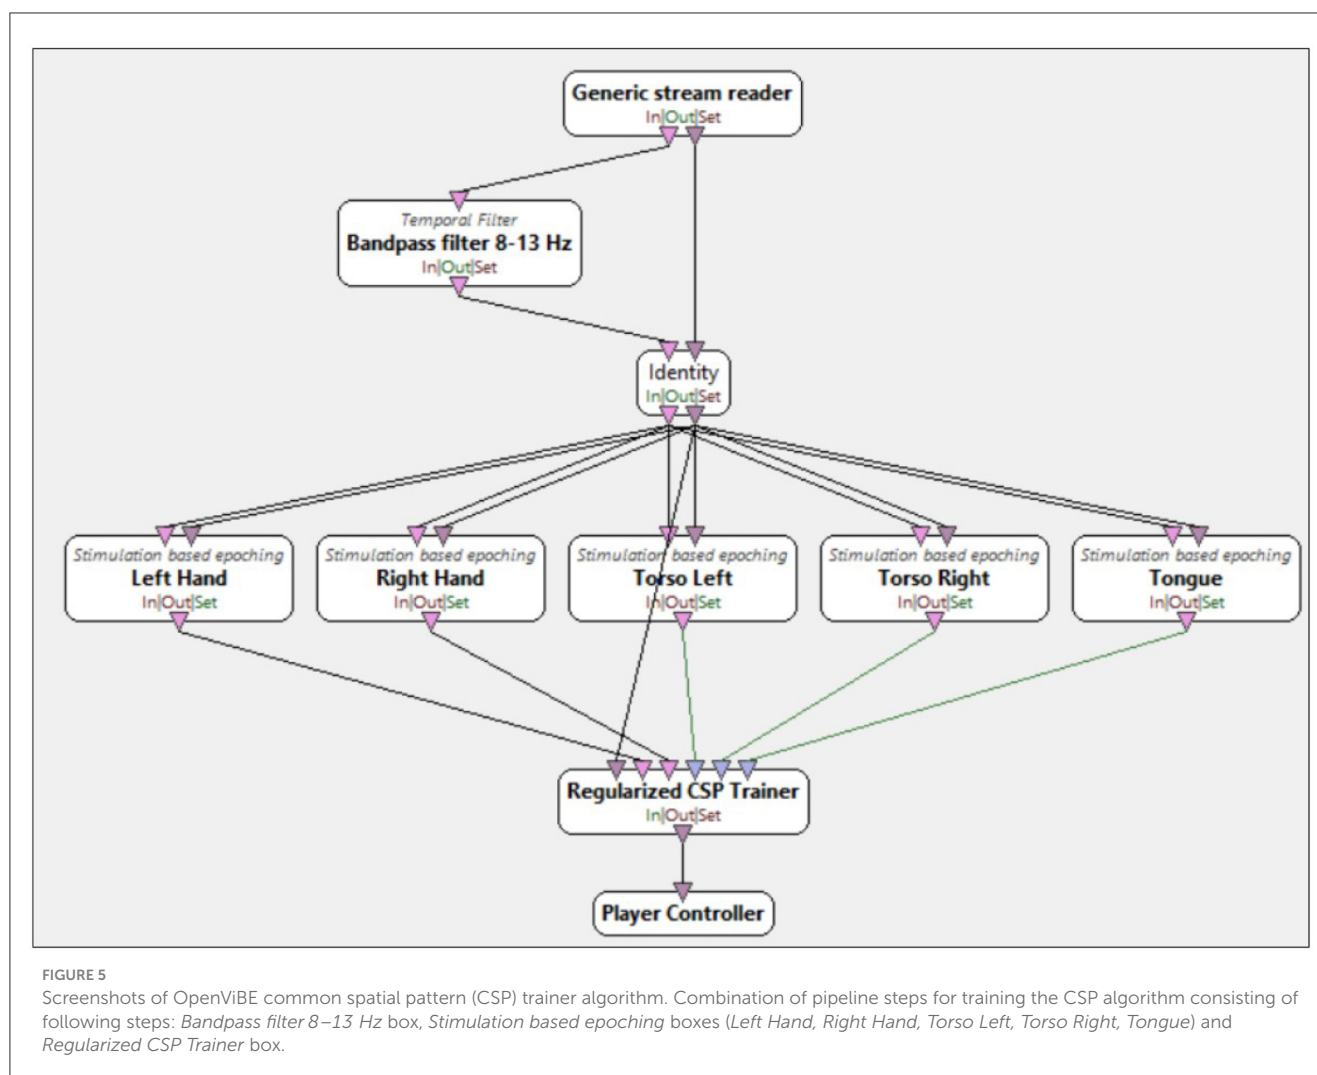 Generic stream reader
In|Out|Set
Temporal Filter
Bandpass filter 8-13 Hz
In|Out|Set
Identity
In|Out|Set
Stimulation based epoching
Left Hand
In|Out|Set
Stimulation based epoching
Right Hand
In|Out|Set
Stimulation based epoching
Torso Left
In|Out|Set
Stimulation based epoching
Torso Right
In|Out|Set
Stimulation based epoching
Tongue
In|Out|Set
Regularized CSP Trainer
In|Out|Set
Player Controller
FIGURE 5
Screenshots of OpenViBE common spatial pattern (CSP) trainer algorithm. Combination of pipeline steps for training the CSP algorithm consisting of
following steps: Bandpass filter 8–13 Hz box, Stimulation based epoching boxes (Left Hand, Right Hand, Torso Left, Torso Right, Tongue) and
Regularized CSP Trainer box.